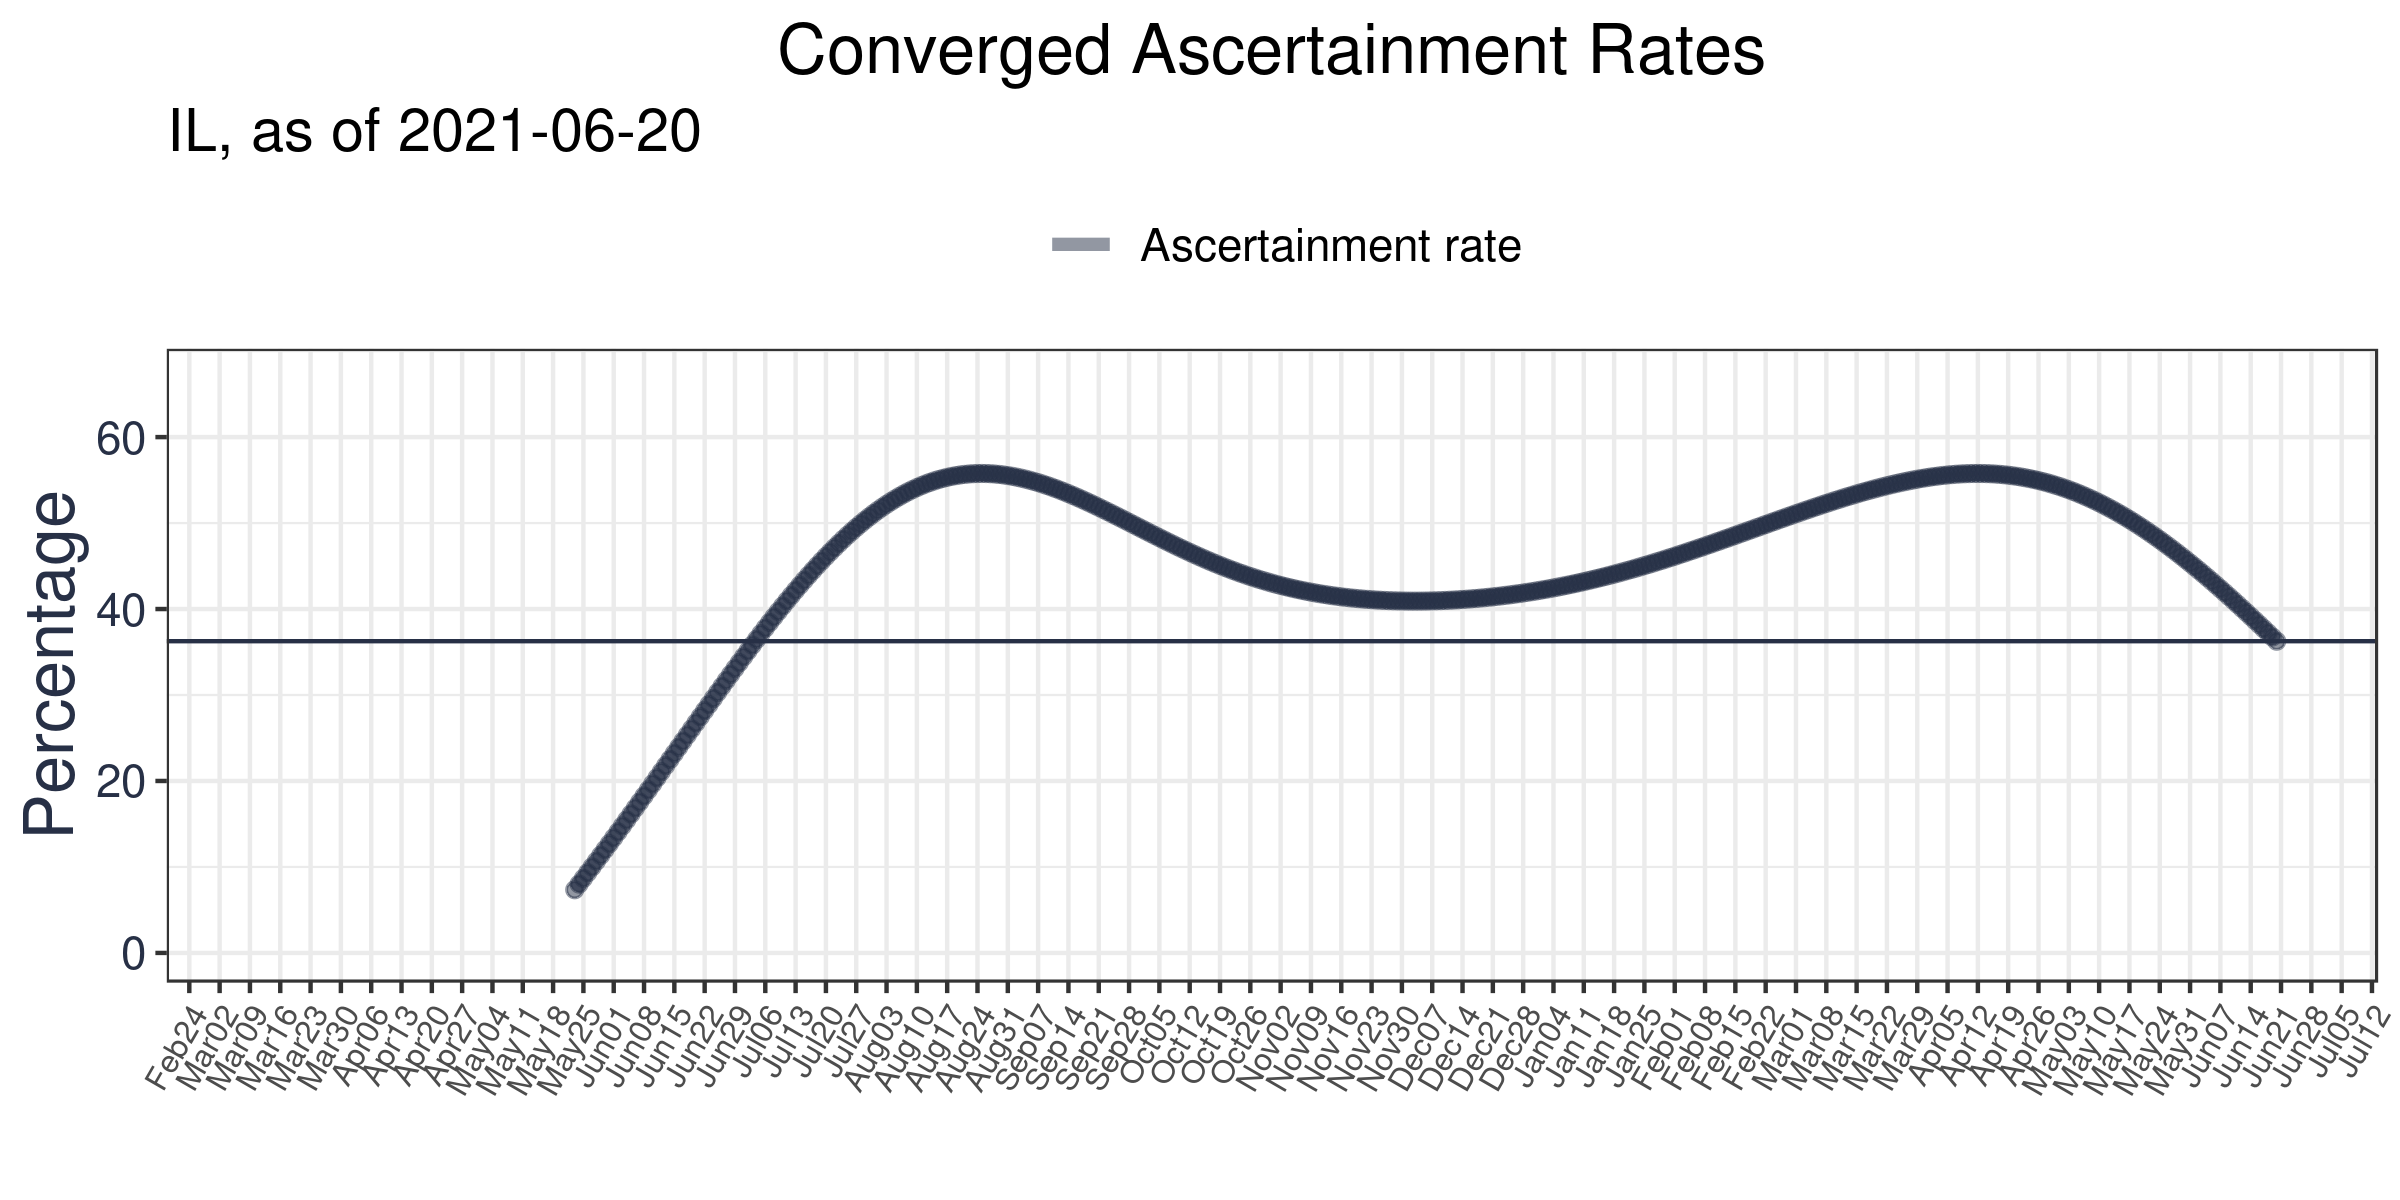 Converged Ascertainment Rates
IL, as of 2021-06-20
Ascertainment rate
Percentage
60
40
20
0
Feb24
Mar02
Mar09
Mar16
Mar23
Mar30
Apr06
Apr13
Apr20
Apr27
May04
May11
May18
May25
Jun01
Jun08
Jun15
Jun22
Jun29
Jul06
Jul13
Jul20
Jul27
Aug03
Aug10
Aug17
Aug24
Aug31
Sep07
Sep14
Sep21
Sep28
Oct05
Oct12
Oct19
Oct26
Nov02
Nov09
Nov16
Nov23
Nov30
Dec07
Dec14
Dec21
Dec28
Jan04
Jan11
Jan18
Jan25
Feb01
Feb08
Feb15
Feb22
Mar01
Mar08
Mar15
Mar22
Mar29
Apr05
Apr12
Apr19
Apr26
May03
May10
May17
May24
May31
Jun07
Jun14
Jun21
Jun28
Jul05
Jul12